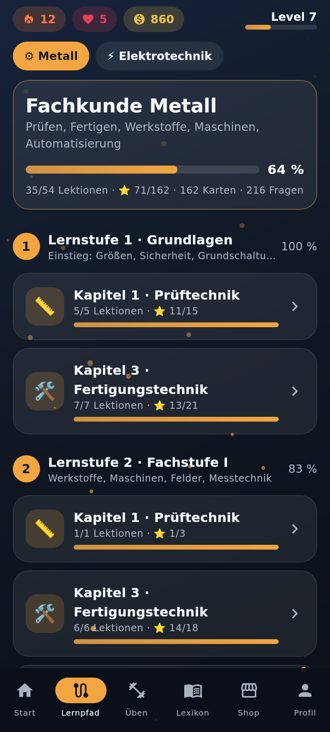 12 5 860 Level 7
Metall Elektrotechnik
Fachkunde Metall
Prüfen, Fertigen, Werkstoffe, Maschinen,
Automatisierung
64 %
35/54 Lektionen · ⭐ 71/162 · 162 Karten · 216 Fragen
1 Lernstufe 1 · Grundlagen 100 %
Einstieg: Größen, Sicherheit, Grundschaltu...
Kapitel 1 · Prüftechnik
5/5 Lektionen · ⭐ 11/15
Kapitel 3 ·
Fertigungstechnik
7/7 Lektionen · ⭐ 13/21
2 Lernstufe 2 · Fachstufe I 83 %
Werkstoffe, Maschinen, Felder, Messtechnik
Kapitel 1 · Prüftechnik
1/1 Lektionen · ⭐ 1/3
Kapitel 3 ·
Fertigungstechnik
6/6 Lektionen · ⭐ 14/18
Start Lernpfad Üben Lexikon Shop Profil